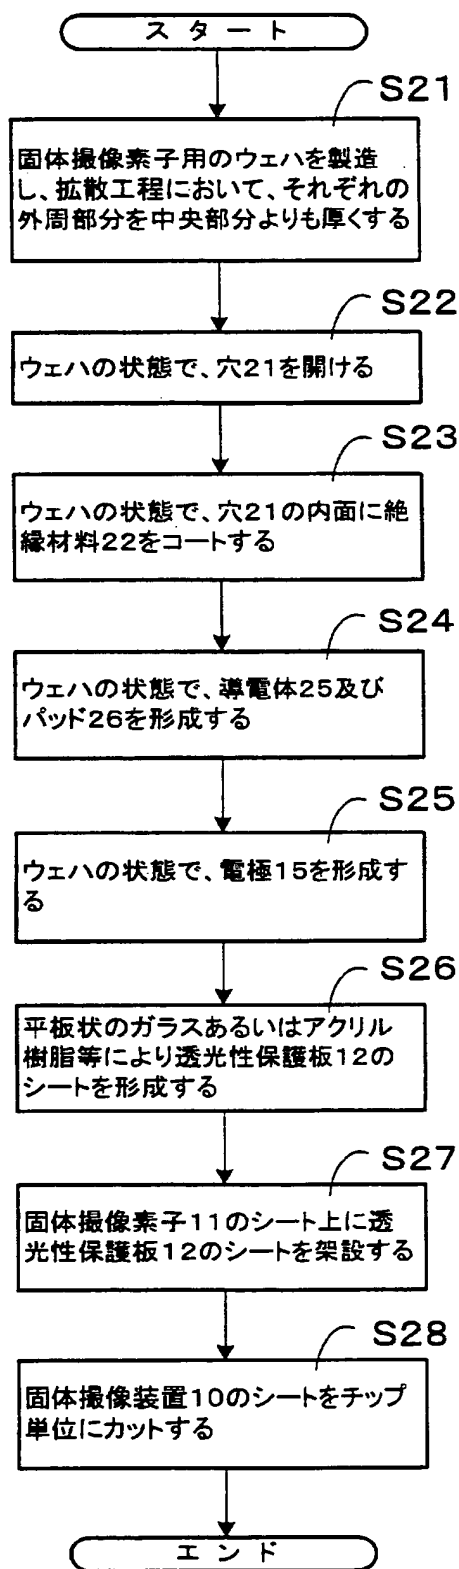 スタート
S21
固体撮像素子用のウェハを製造
し、拡散工程において、それぞれの
外周部分を中央部分よりも厚くする
S22
ウェハの状態で、穴21を開ける
S23
ウェハの状態で、穴21の内面に絶
縁材料22をコートする
S24
ウェハの状態で、導電体25及び
パッド26を形成する
S25
ウェハの状態で、電極15を形成す
る
S26
平板状のガラスあるいはアクリル
樹脂等により透光性保護板12の
シートを形成する
S27
固体撮像素子11のシート上に透
光性保護板12のシートを架設する
S28
固体撮像装置10のシートをチップ
単位にカットする
エンド